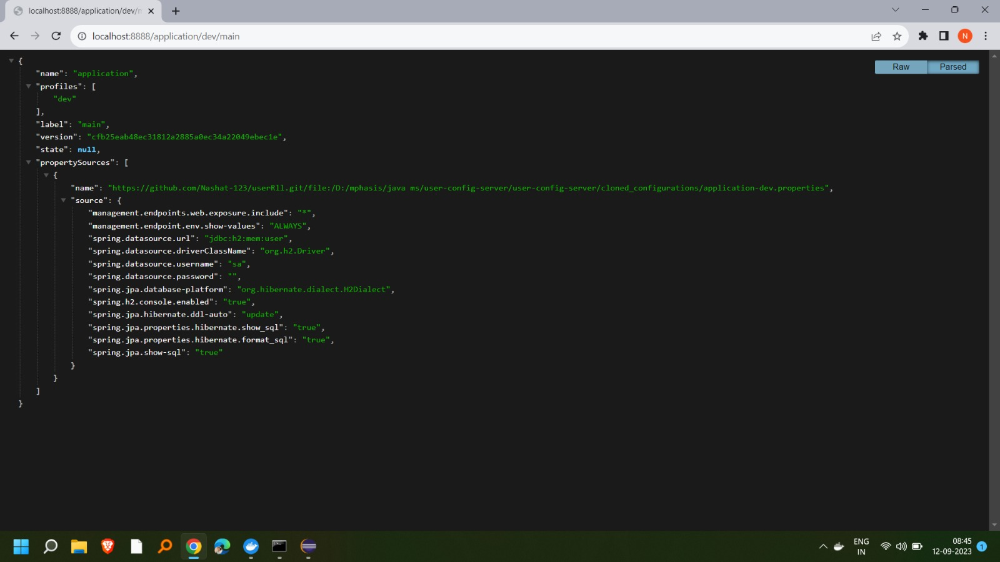 localhost:8888/application/dev/m
localhost:8888/application/dev/main
N
Raw
Parsed
{
"name": "application",
"profiles": [
"dev"
],
"label": "main",
"version": "cfb25eab48ec31812a2885a0ec34a22049ebec1e",
"state": null,
"propertySources": [
{
"name": "https://github.com/Nashat-123/userRll.git/file:/D:/mphasis/java ms/user-config-server/user-config-server/cloned_configurations/application-dev.properties",
"source": {
"management.endpoints.web.exposure.include": "*",
"management.endpoint.env.show-values": "ALWAYS",
"spring.datasource.url": "jdbc:h2:mem:user",
"spring.datasource.driverClassName": "org.h2.Driver",
"spring.datasource.username": "sa",
"spring.datasource.password": "",
"spring.jpa.database-platform": "org.hibernate.dialect.H2Dialect",
"spring.h2.console.enabled": "true",
"spring.jpa.hibernate.ddl-auto": "update",
"spring.jpa.properties.hibernate.show_sql": "true",
"spring.jpa.properties.hibernate.format_sql": "true",
"spring.jpa.show-sql": "true"
}
}
]
}
ENG
IN
08:45
12-09-2023
1